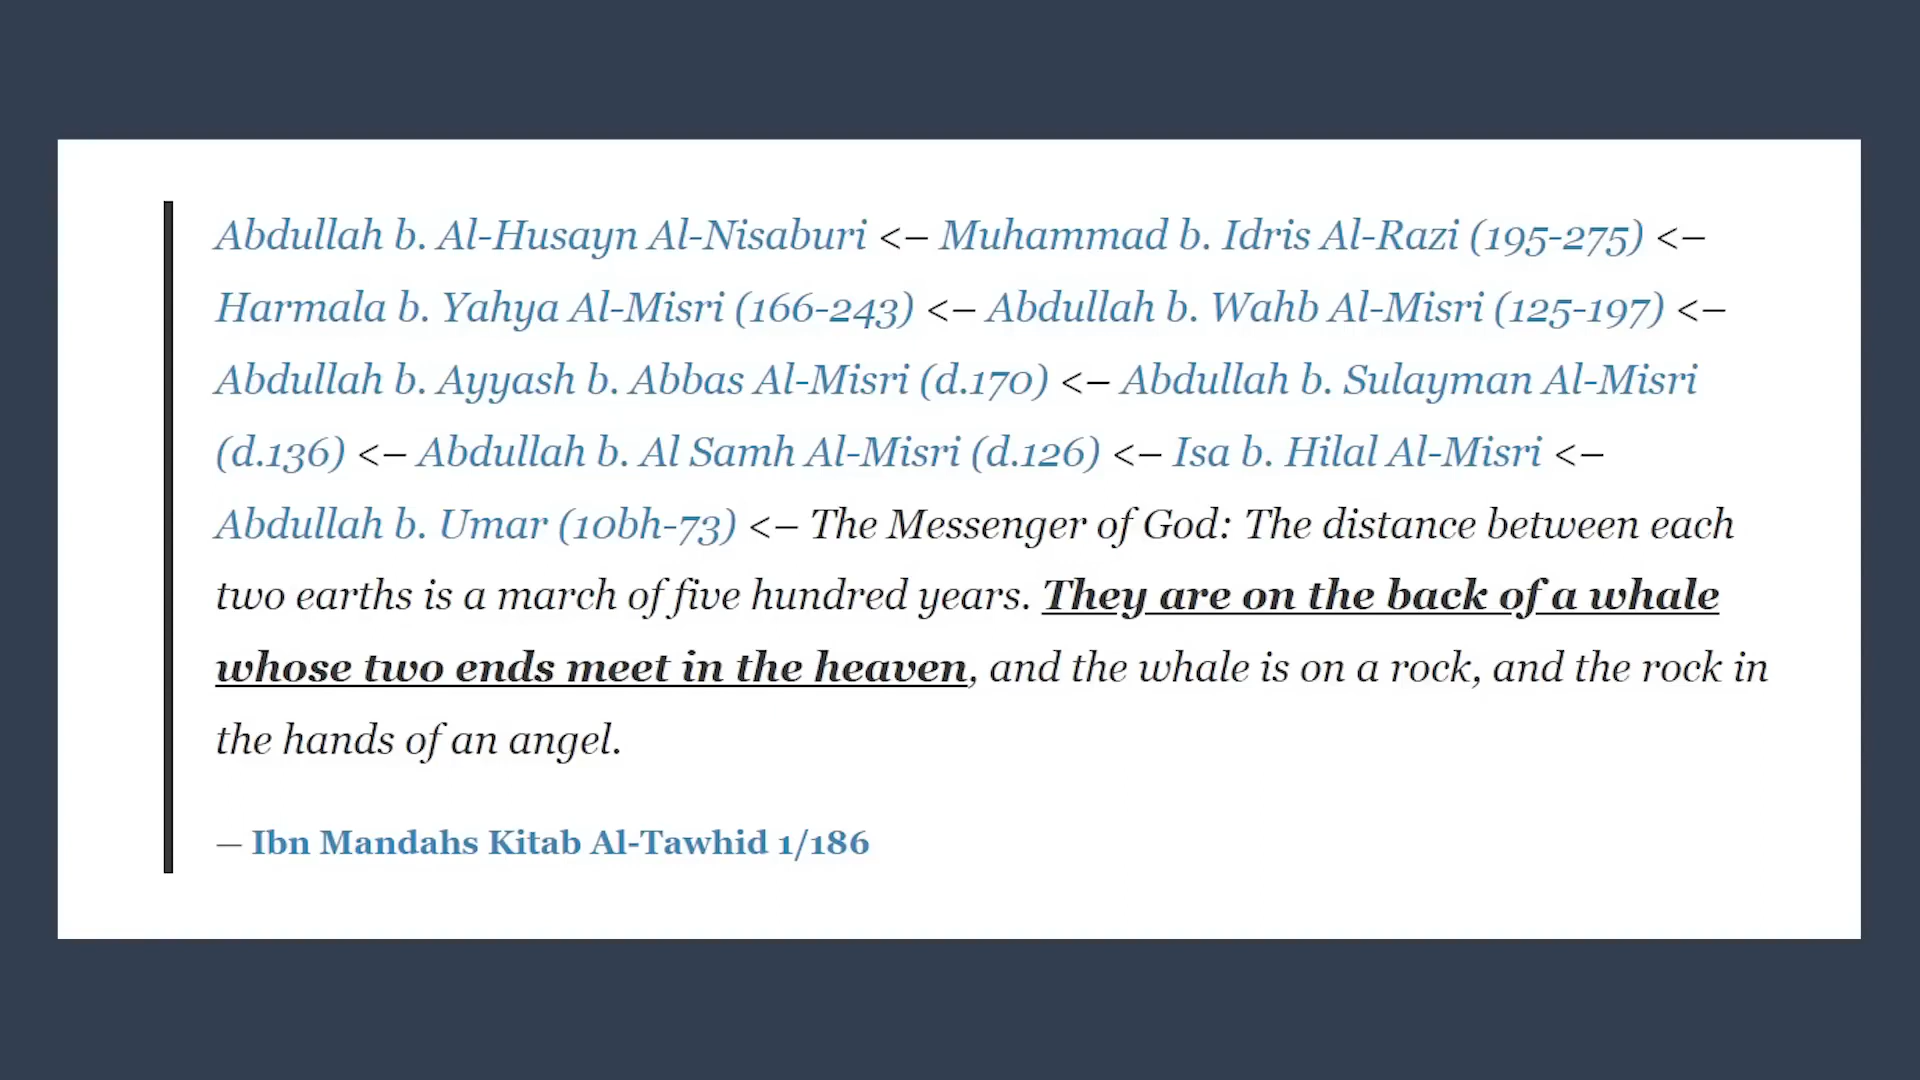 Abdullah b. Al-Husayn Al-Nisaburi <– Muhammad b. Idris Al-Razi (195-275) <–
Harmala b. Yahya Al-Misri (166-243) <– Abdullah b. Wahb Al-Misri (125-197) <–
Abdullah b. Ayyash b. Abbas Al-Misri (d.170) <– Abdullah b. Sulayman Al-Misri
(d.136) <– Abdullah b. Al Samh Al-Misri (d.126) <– Isa b. Hilal Al-Misri <–
Abdullah b. Umar (10bh-73) <– The Messenger of God: The distance between each
two earths is a march of five hundred years. They are on the back of a whale
whose two ends meet in the heaven, and the whale is on a rock, and the rock in
the hands of an angel.
— Ibn Mandahs Kitab Al-Tawhid 1/186